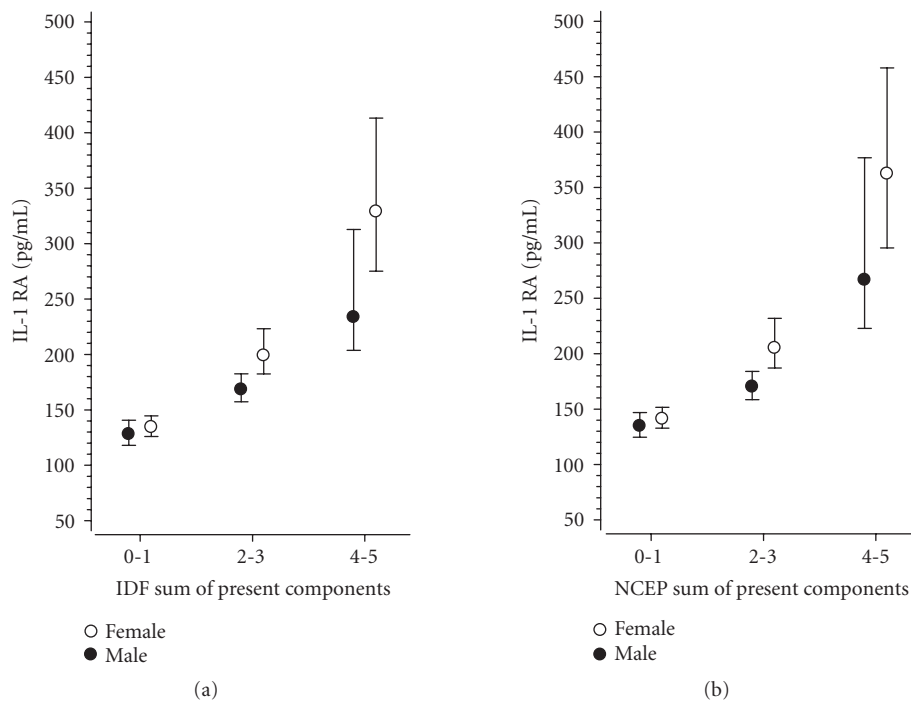 500
450
400
350
300
250
200
150
100
50
IL-1 RA (pg/mL)
0-1
2-3
4-5
IDF sum of present components
Female
Male
(a)
500
450
400
350
300
250
200
150
100
50
IL-1 RA (pg/mL)
0-1
2-3
4-5
NCEP sum of present components
Female
Male
(b)